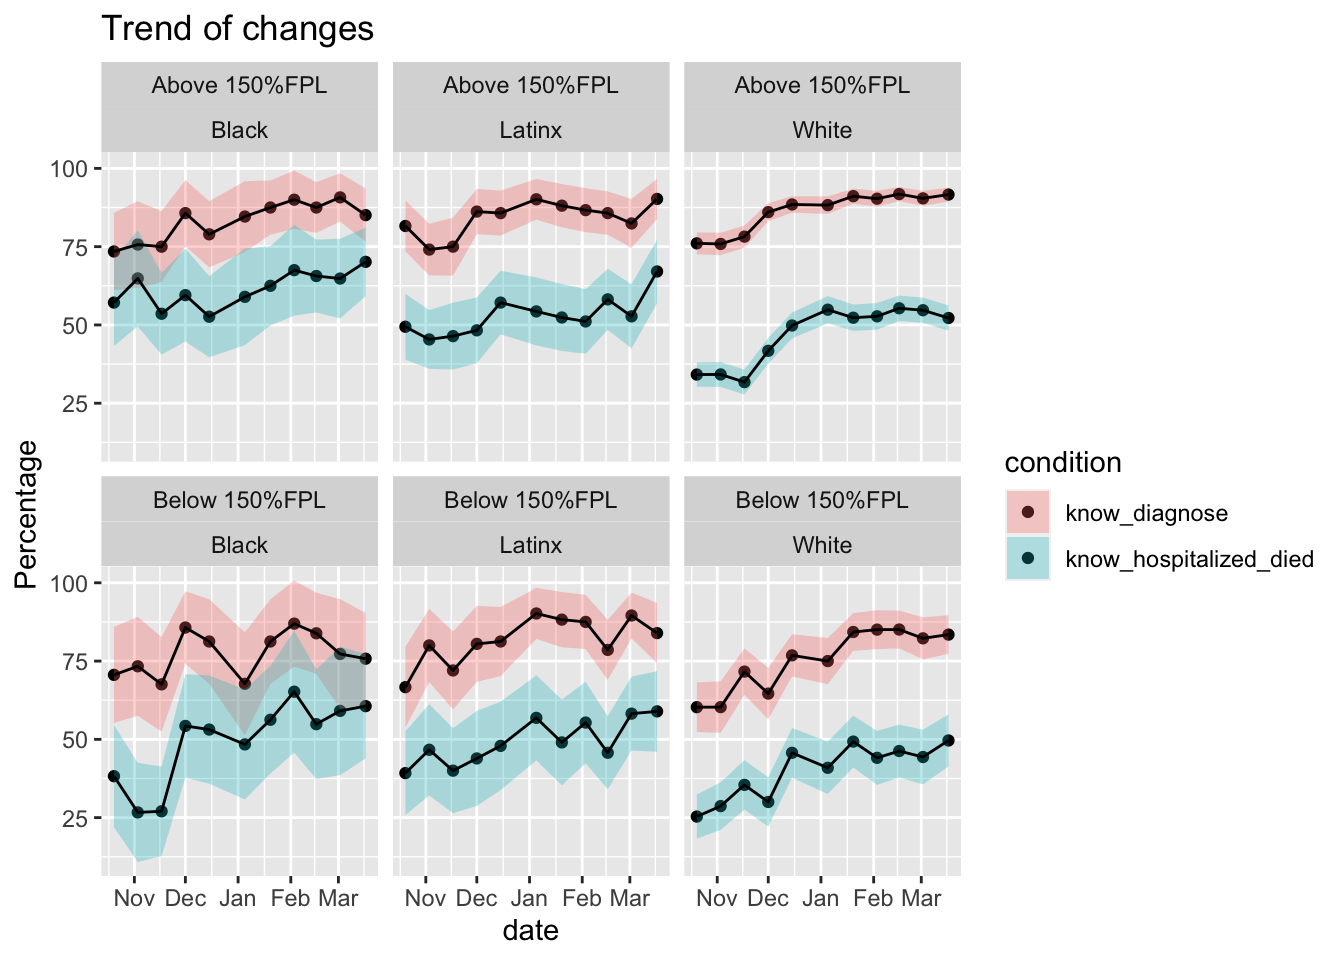 Trend of changes
Above 150%FPL
Above 150%FPL
Above 150%FPL
Black
Latinx
White
100
75
50
25
Below 150%FPL
Below 150%FPL
Below 150%FPL
Black
Latinx
White
100
75
50
25
Percentage
Nov Dec Jan Feb Mar
Nov Dec Jan Feb Mar
Nov Dec Jan Feb Mar
date
condition
know_diagnose
know_hospitalized_died